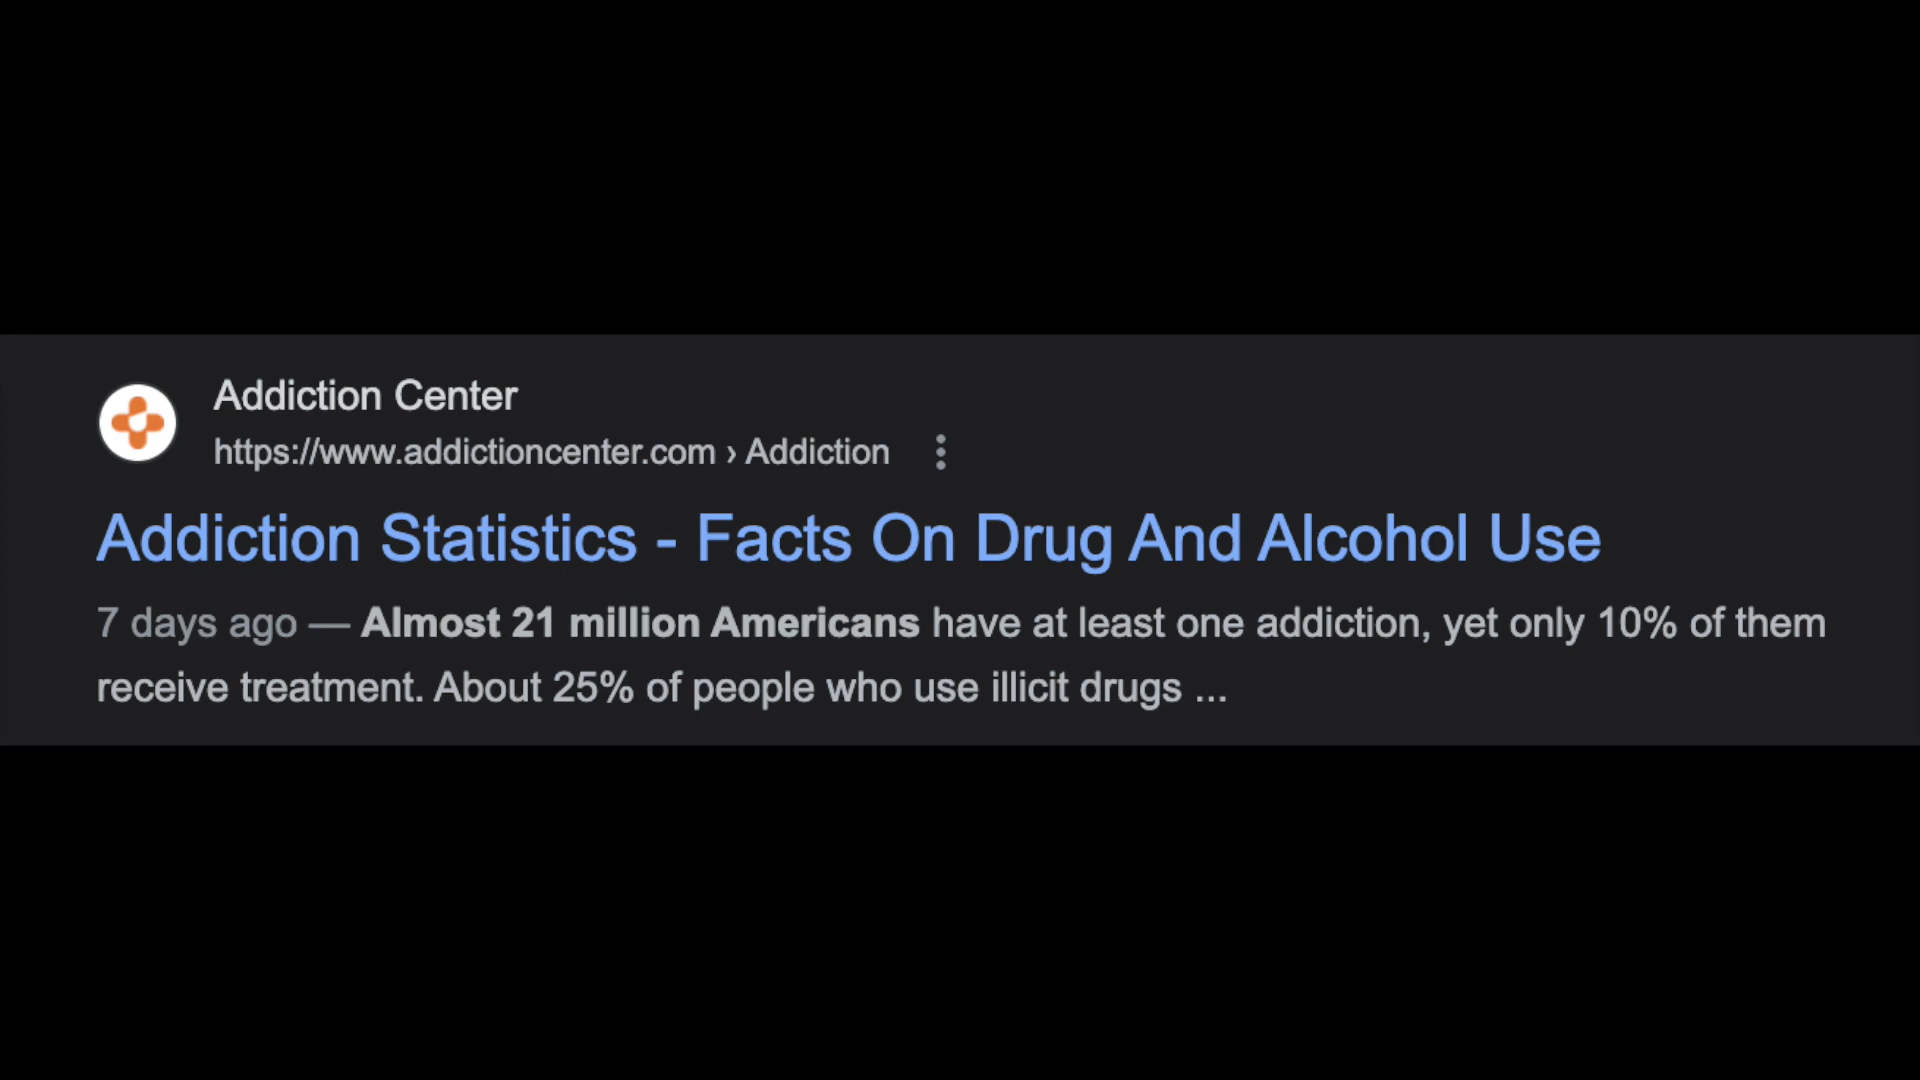 Addiction Center
https://www.addictioncenter.com › Addiction
Addiction Statistics - Facts On Drug And Alcohol Use
7 days ago — Almost 21 million Americans have at least one addiction, yet only 10% of them
receive treatment. About 25% of people who use illicit drugs ...